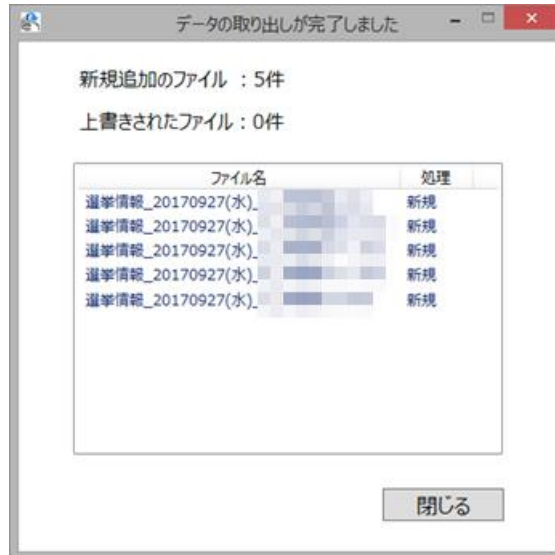 データの取り出しが完了しました
新規追加のファイル ：5件
上書きされたファイル：0件
ファイル名 処理
選挙情報_20170927(水)_ 新規
選挙情報_20170927(水)_ 新規
選挙情報_20170927(水)_ 新規
選挙情報_20170927(水)_ 新規
選挙情報_20170927(水)_ 新規
閉じる